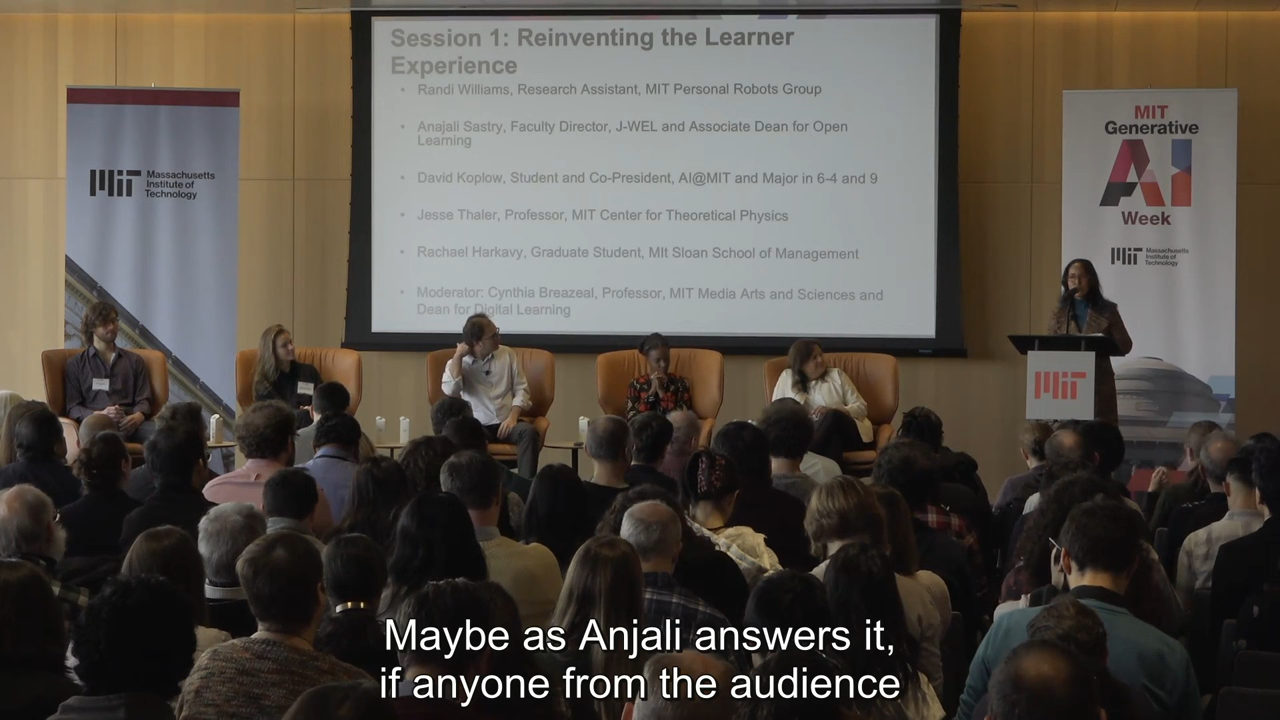 Session 1: Reinventing the Learner
Experience
• Randi Williams, Research Assistant, MIT Personal Robots Group
• Anajali Sastry, Faculty Director, J-WEL and Associate Dean for Open
Learning
• David Koplow, Student and Co-President, AI@MIT and Major in 6-4 and 9
• Jesse Thaler, Professor, MIT Center for Theoretical Physics
• Rachael Harkavy, Graduate Student, MIt Sloan School of Management
• Moderator: Cynthia Breazeal, Professor, MIT Media Arts and Sciences and
Dean for Digital Learning
MIT
Massachusetts
Institute of
Technology
MIT
Generative
AI
Week
MIT
Massachusetts
Institute of
Technology
MIT
Maybe as Anjali answers it,
if anyone from the audience